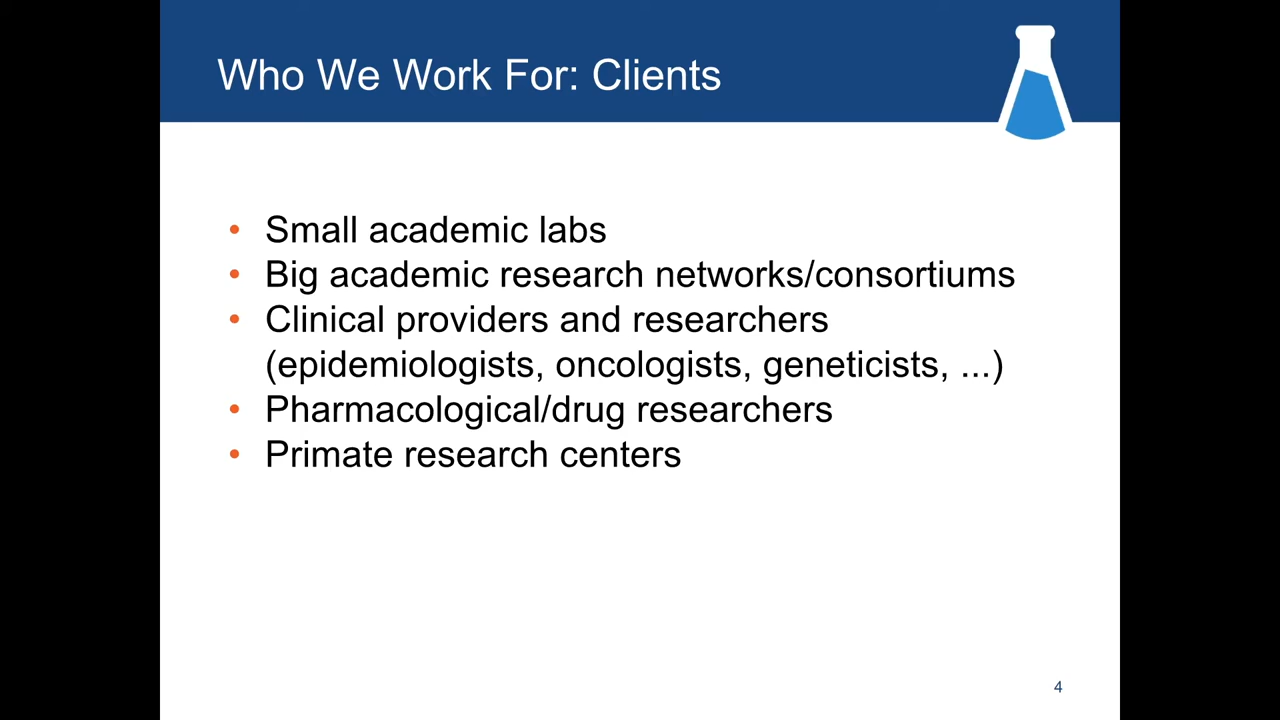 Who We Work For: Clients
• Small academic labs
• Big academic research networks/consortiums
• Clinical providers and researchers
(epidemiologists, oncologists, geneticists, ...)
• Pharmacological/drug researchers
• Primate research centers
4